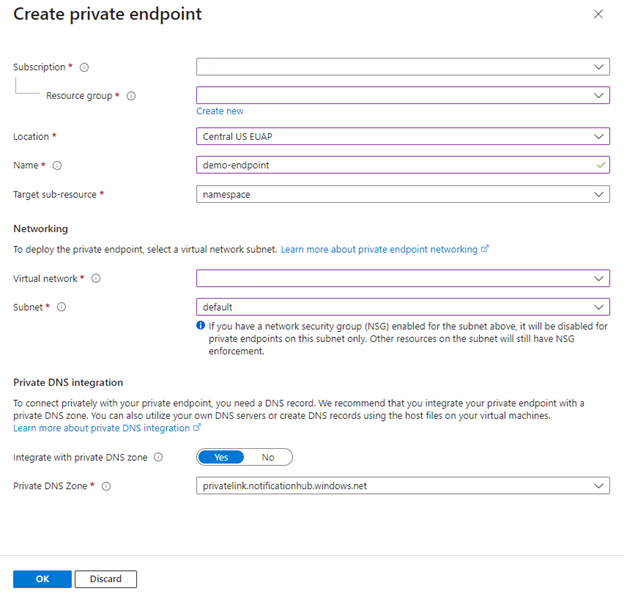 Create private endpoint
Subscription *
Resource group *
Create new
Location *
Central US EUAP
Name *
demo-endpoint
Target sub-resource *
namespace
Networking
To deploy the private endpoint, select a virtual network subnet. Learn more about private endpoint networking
Virtual network *
Subnet *
default
If you have a network security group (NSG) enabled for the subnet above, it will be disabled for
private endpoints on this subnet only. Other resources on the subnet will still have NSG
enforcement.
Private DNS integration
To connect privately with your private endpoint, you need a DNS record. We recommend that you integrate your private endpoint with a
private DNS zone. You can also utilize your own DNS servers or create DNS records using the host files on your virtual machines.
Learn more about private DNS integration
Integrate with private DNS zone
Yes No
Private DNS Zone *
privatelink.notificationhub.windows.net
OK Discard